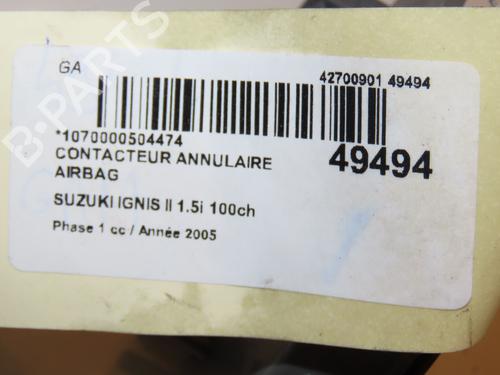 GA
42700901 49494
*1070000504474
49494
CONTACTEUR ANNULAIRE
AIRBAG
SUZUKI IGNIS II 1.5i 100ch
Phase 1 cc / Année 2005
B-PARTS